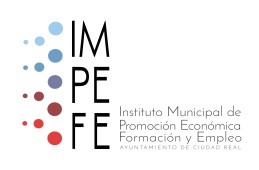 IM
PE
FE
Instituto Municipal de
Promoción Económica
Formación y Empleo
AYUNTAMIENTO DE CIUDAD REAL